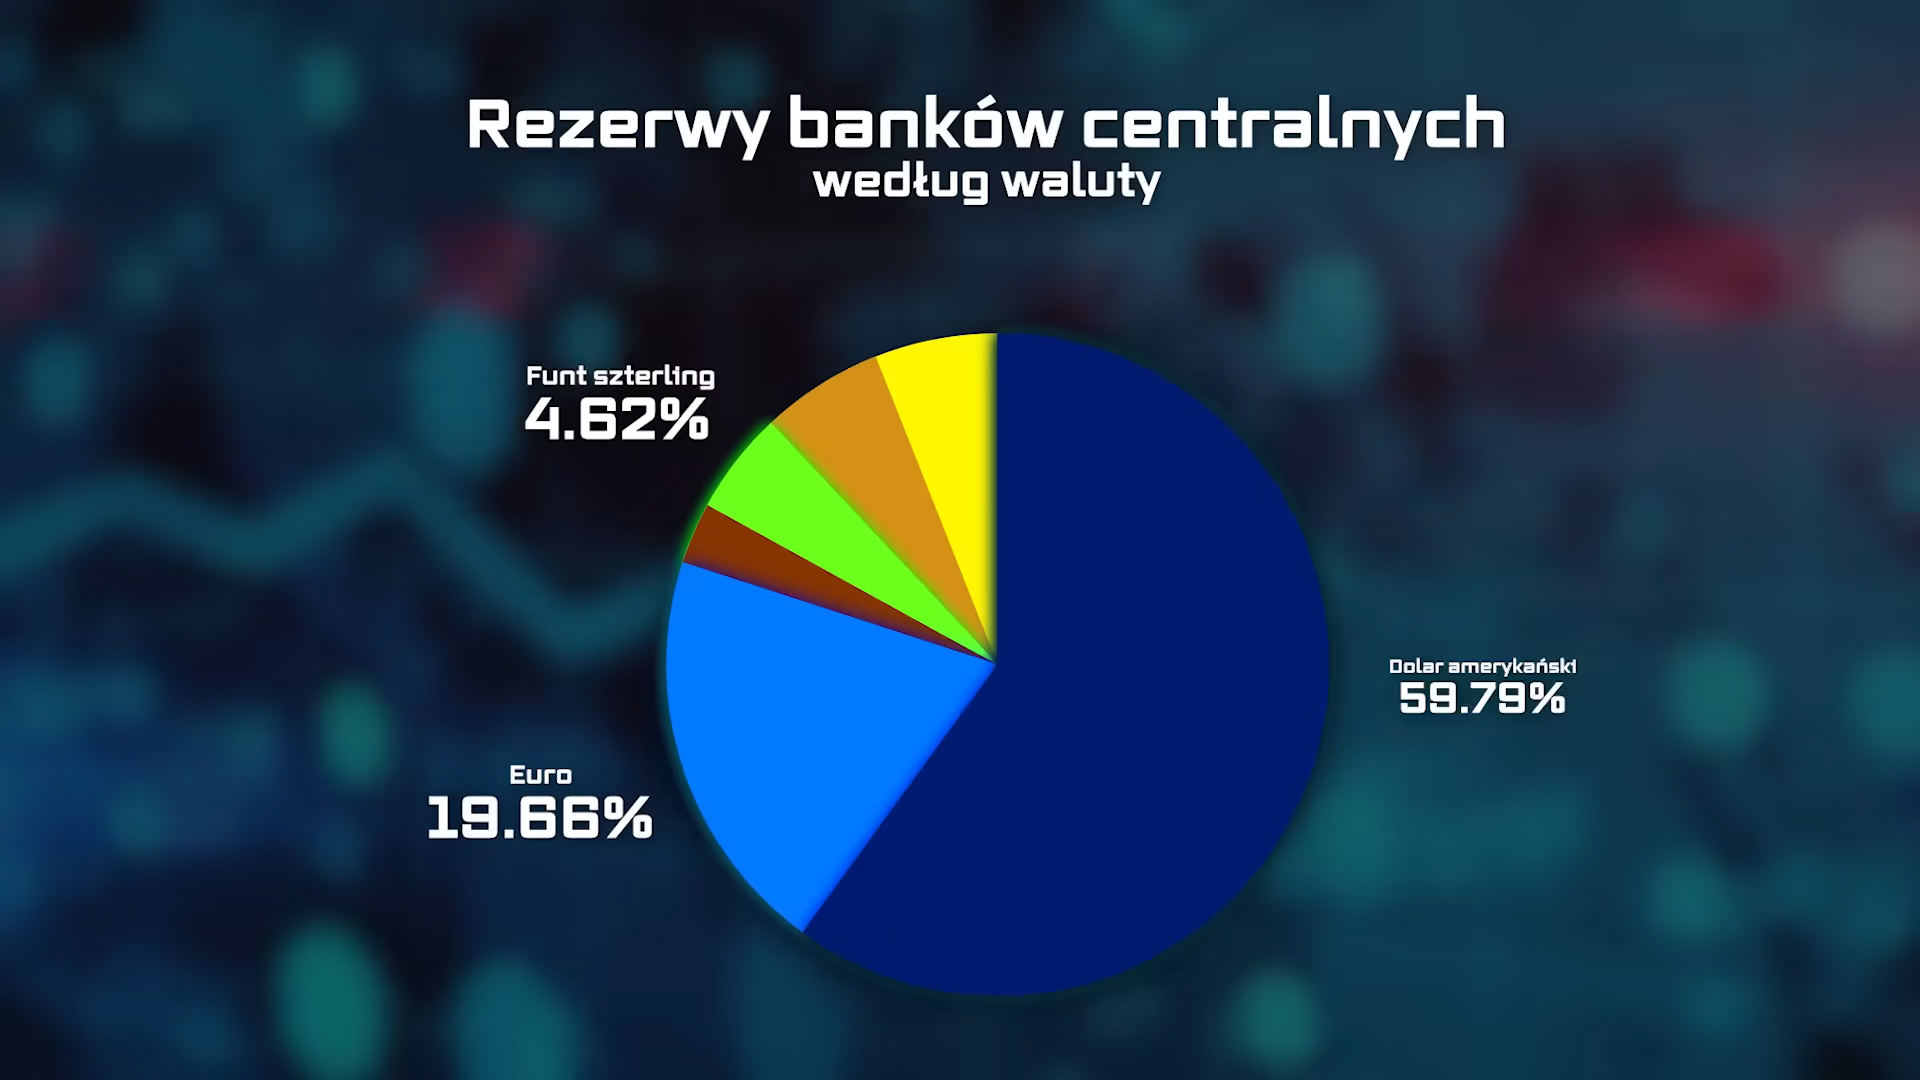 Rezerwy banków centralnych
według waluty
Funt szterling
4.62%
Dolar amerykański
59.79%
Euro
19.66%